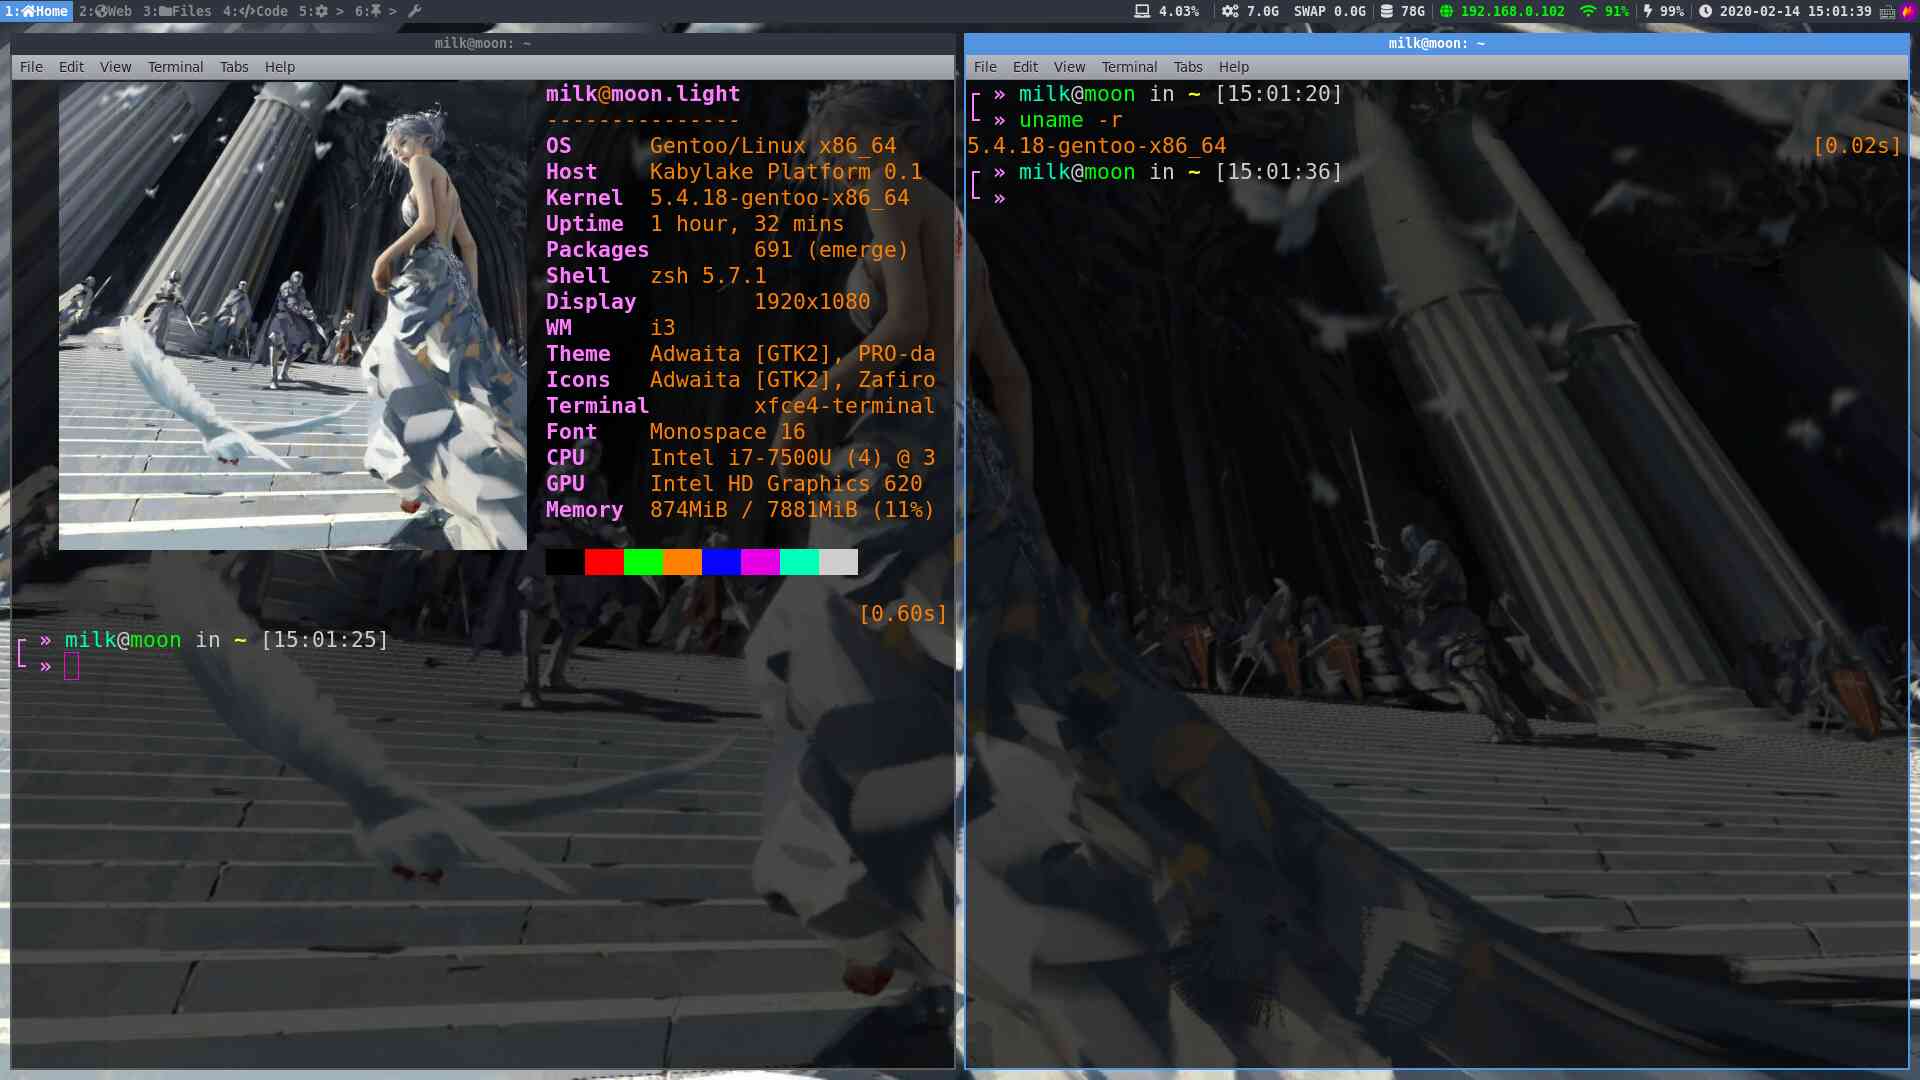 1:Home 2:Web 3:Files 4:</>Code 5: > 6: >
4.03% 7.0G SWAP 0.0G 78G 192.168.0.102 91% 99% 2020-02-14 15:01:39
milk@moon: ~
File Edit View Terminal Tabs Help
milk@moon.light
---------------
OS Gentoo/Linux x86_64
Host Kabylake Platform 0.1
Kernel 5.4.18-gentoo-x86_64
Uptime 1 hour, 32 mins
Packages 691 (emerge)
Shell zsh 5.7.1
Display 1920x1080
WM i3
Theme Adwaita [GTK2], PRO-da
Icons Adwaita [GTK2], Zafiro
Terminal xfce4-terminal
Font Monospace 16
CPU Intel i7-7500U (4) @ 3
GPU Intel HD Graphics 620
Memory 874MiB / 7881MiB (11%)
[0.60s]
» milk@moon in ~ [15:01:25]
»
milk@moon: ~
File Edit View Terminal Tabs Help
» milk@moon in ~ [15:01:20]
» uname -r
5.4.18-gentoo-x86_64 [0.02s]
» milk@moon in ~ [15:01:36]
»